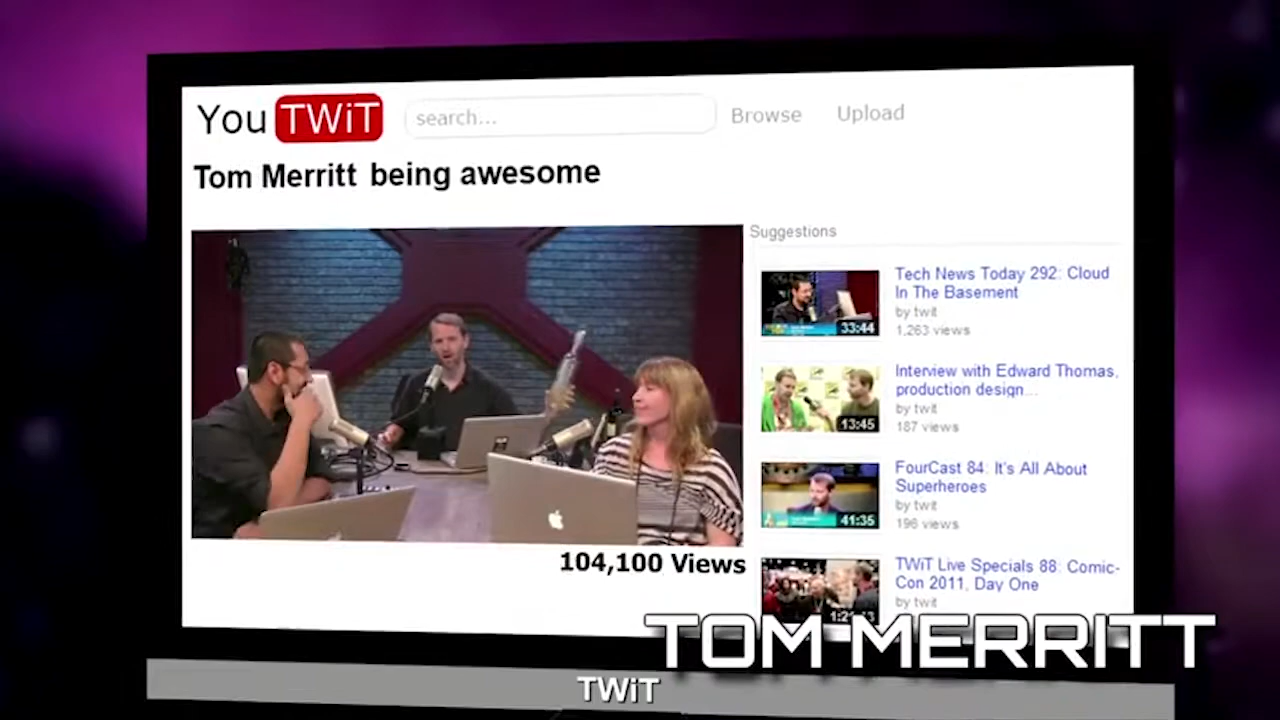 You TWiT search... Browse Upload
Tom Merritt being awesome
Suggestions
Tech News Today 292: Cloud
In The Basement
by twit
1,263 views
33:44
Interview with Edward Thomas,
production design...
by twit
187 views
13:45
FourCast 84: It's All About
Superheroes
by twit
196 views
41:35
TWiT Live Specials 88: Comic-
Con 2011, Day One
by twit
104,100 Views
TOM MERRITT
TWiT